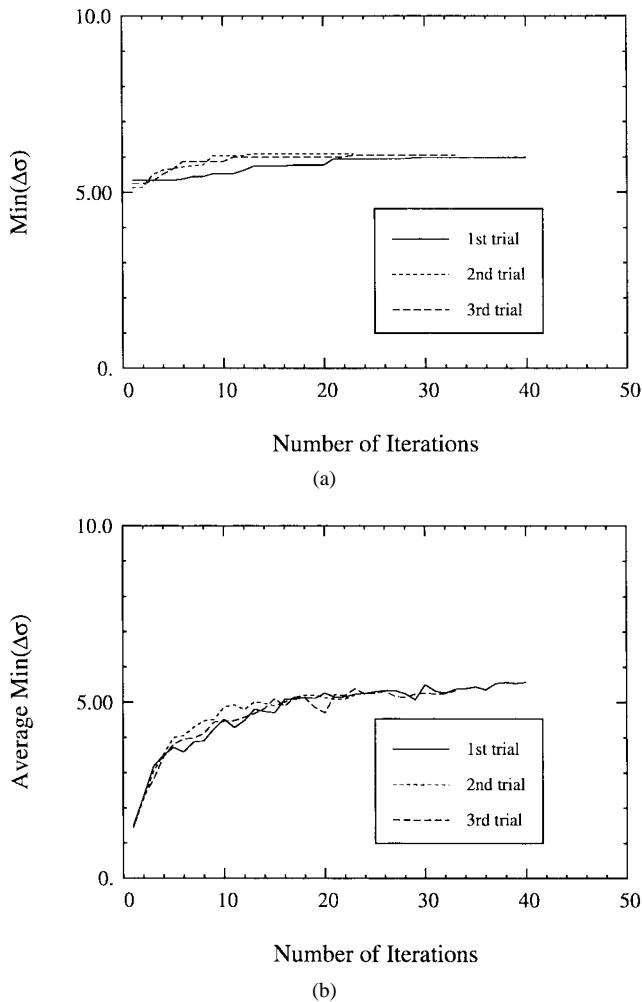 10.0
5.00
0.
Min(Δσ)
1st trial
2nd trial
3rd trial
0 10 20 30 40 50
Number of Iterations
(a)
10.0
5.00
0.
Average Min(Δσ)
1st trial
2nd trial
3rd trial
0 10 20 30 40 50
Number of Iterations
(b)